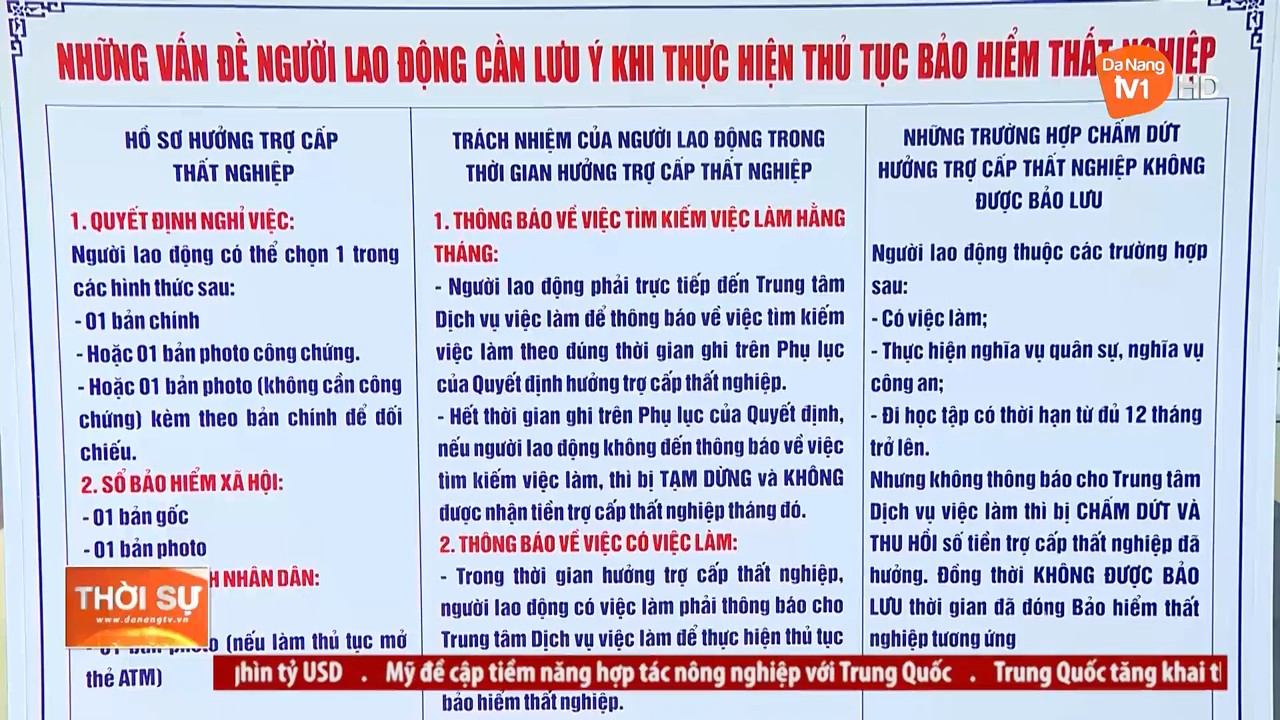 NHỮNG VẤN ĐỀ NGƯỜI LAO ĐỘNG CẦN LƯU Ý KHI THỰC HIỆN THỦ TỤC BẢO HIỂM THẤT NGHIỆP
Da Nang
TV1
HD
HỒ SƠ HƯỞNG TRỢ CẤP
THẤT NGHIỆP
1. QUYẾT ĐỊNH NGHỈ VIỆC:
Người lao động có thể chọn 1 trong
các hình thức sau:
- 01 bản chính
- Hoặc 01 bản photo công chứng.
- Hoặc 01 bản photo (không cần công
chứng) kèm theo bản chính để đối
chiếu.
2. SỔ BẢO HIỂM XÃ HỘI:
- 01 bản gốc
- 01 bản photo
NHÂN DÂN:
(nếu làm thủ tục mở
thẻ ATM)
TRÁCH NHIỆM CỦA NGƯỜI LAO ĐỘNG TRONG
THỜI GIAN HƯỞNG TRỢ CẤP THẤT NGHIỆP
1. THÔNG BÁO VỀ VIỆC TÌM KIẾM VIỆC LÀM HẰNG
THÁNG:
- Người lao động phải trực tiếp đến Trung tâm
Dịch vụ việc làm để thông báo về việc tìm kiếm
việc làm theo đúng thời gian ghi trên Phụ lục
của Quyết định hưởng trợ cấp thất nghiệp.
- Hết thời gian ghi trên Phụ lục của Quyết định,
nếu người lao động không đến thông báo về việc
tìm kiếm việc làm, thì bị TẠM DỪNG và KHÔNG
được nhận tiền trợ cấp thất nghiệp tháng đó.
2. THÔNG BÁO VỀ VIỆC CÓ VIỆC LÀM:
- Trong thời gian hưởng trợ cấp thất nghiệp,
người lao động có việc làm phải thông báo cho
Trung tâm Dịch vụ việc làm để thực hiện thủ tục
bảo hiểm thất nghiệp.
NHỮNG TRƯỜNG HỢP CHẤM DỨT
HƯỞNG TRỢ CẤP THẤT NGHIỆP KHÔNG
ĐƯỢC BẢO LƯU
Người lao động thuộc các trường hợp
sau:
- Có việc làm;
- Thực hiện nghĩa vụ quân sự, nghĩa vụ
công an;
- Đi học tập có thời hạn từ đủ 12 tháng
trở lên.
Nhưng không thông báo cho Trung tâm
Dịch vụ việc làm thì bị CHẤM DỨT VÀ
THU HỒI số tiền trợ cấp thất nghiệp đã
hưởng. Đồng thời KHÔNG ĐƯỢC BẢO
LƯU thời gian đã đóng Bảo hiểm thất
nghiệp tương ứng
THỜI SỰ
www.danangtv.vn
tỷ USD . Mỹ đề cập tiềm năng hợp tác nông nghiệp với Trung Quốc . Trung Quốc tăng khai